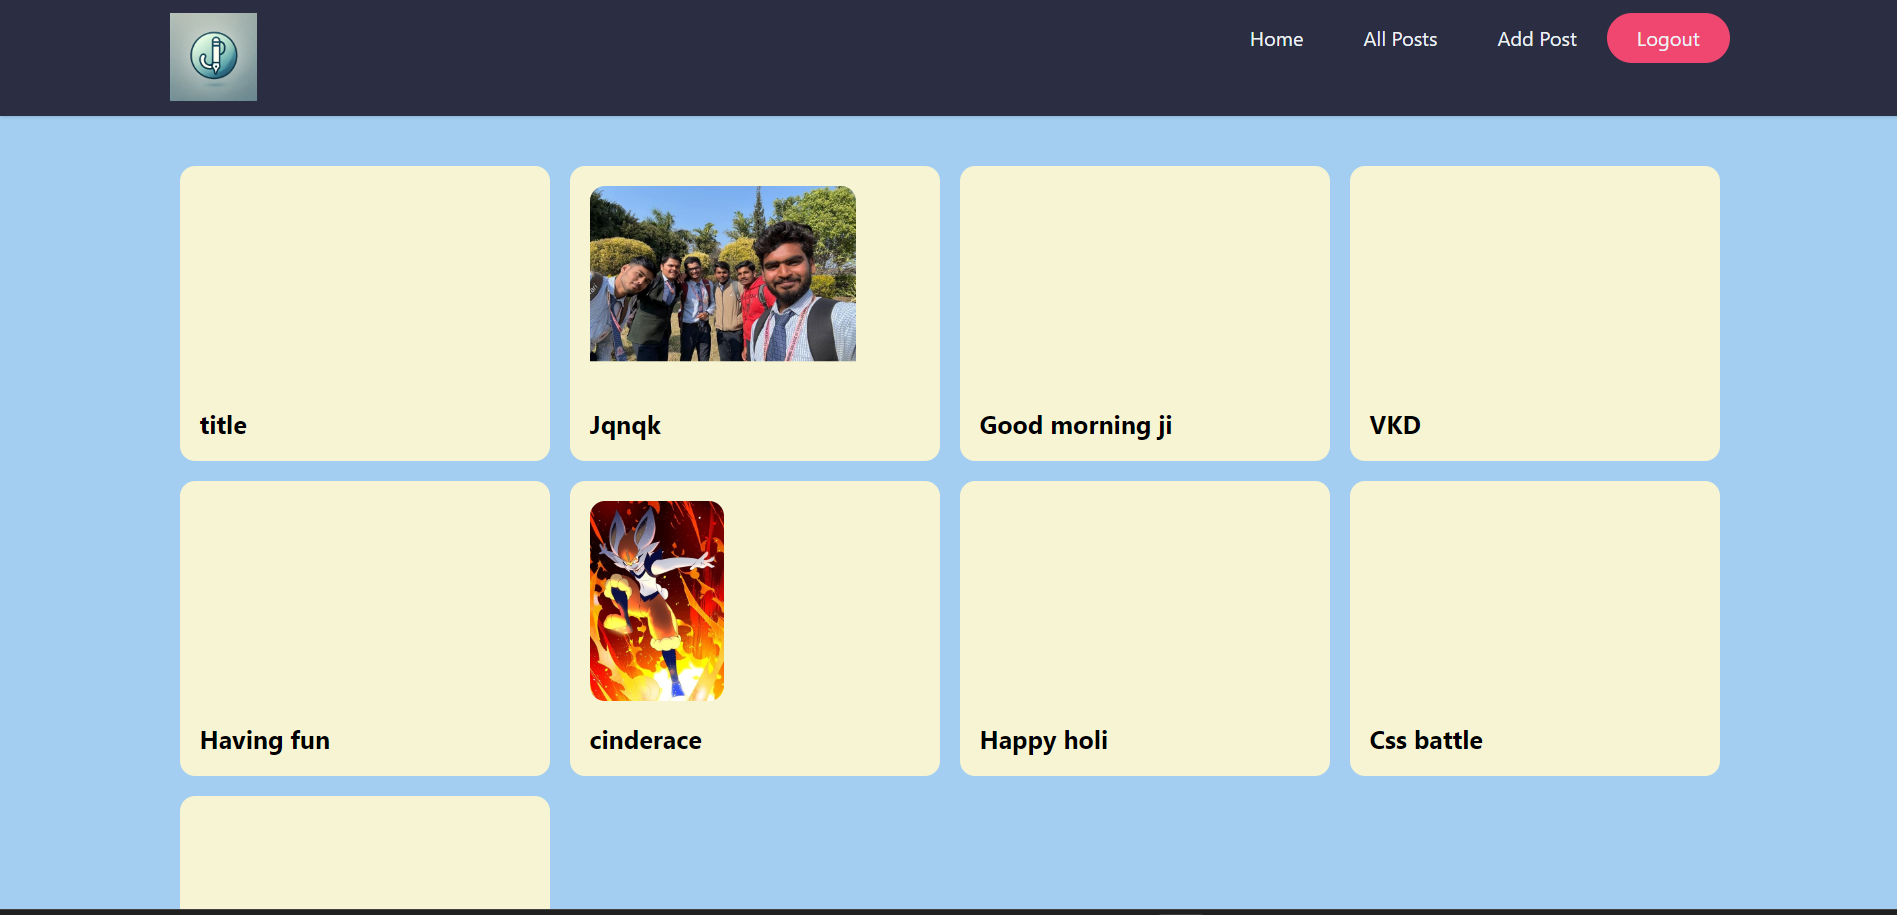 Home
All Posts
Add Post
Logout
title
Jqnqk
Good morning ji
VKD
Having fun
cinderace
Happy holi
Css battle